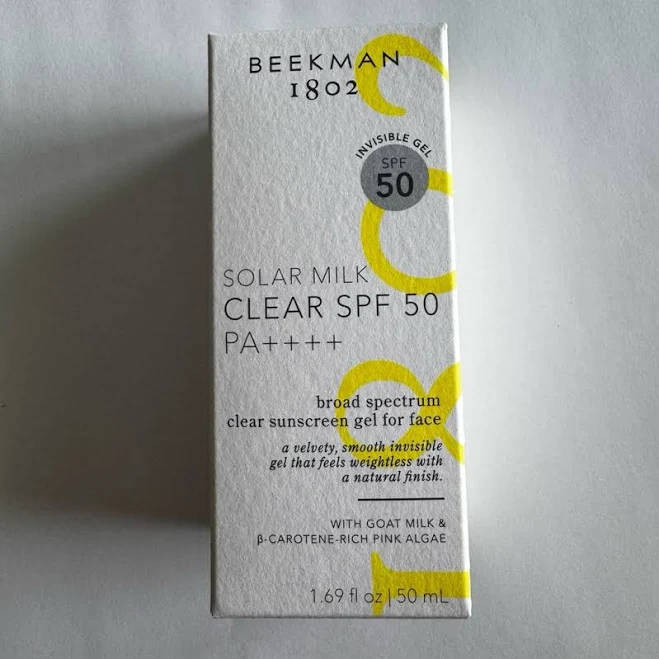 BEEKMAN
1802
INVISIBLE GEL
SPF
50
SOLAR MILK
CLEAR SPF 50
PA++++
broad spectrum
clear sunscreen gel for face
a velvety, smooth invisible
gel that feels weightless with
a natural finish.
WITH GOAT MILK &
β-CAROTENE-RICH PINK ALGAE
1.69 fl oz | 50 mL
1802